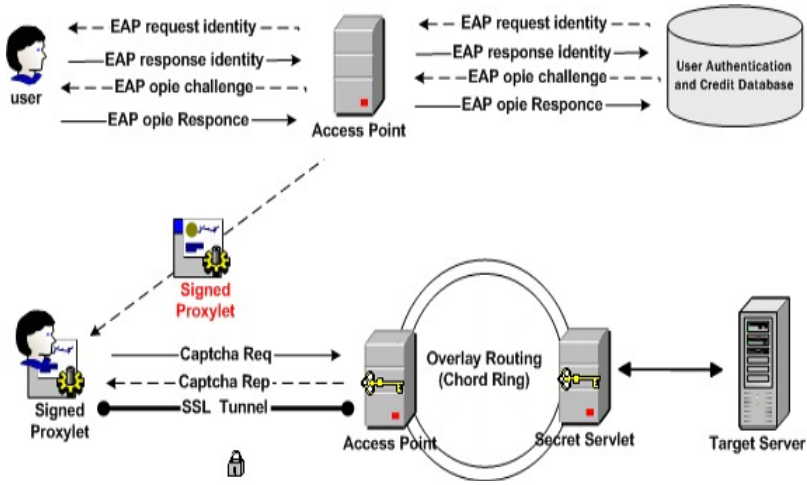 EAP request identity
EAP response identity
EAP opie challenge
EAP opie Responce
user
Access Point
EAP request identity
EAP response identity
EAP opie challenge
EAP opie Responce
User Authentication
and Credit Database
Signed
Proxylet
Captcha Req
Captcha Rep
SSL Tunnel
Signed
Proxylet
Access Point
Overlay Routing
(Chord Ring)
Secret Servlet
Target Server